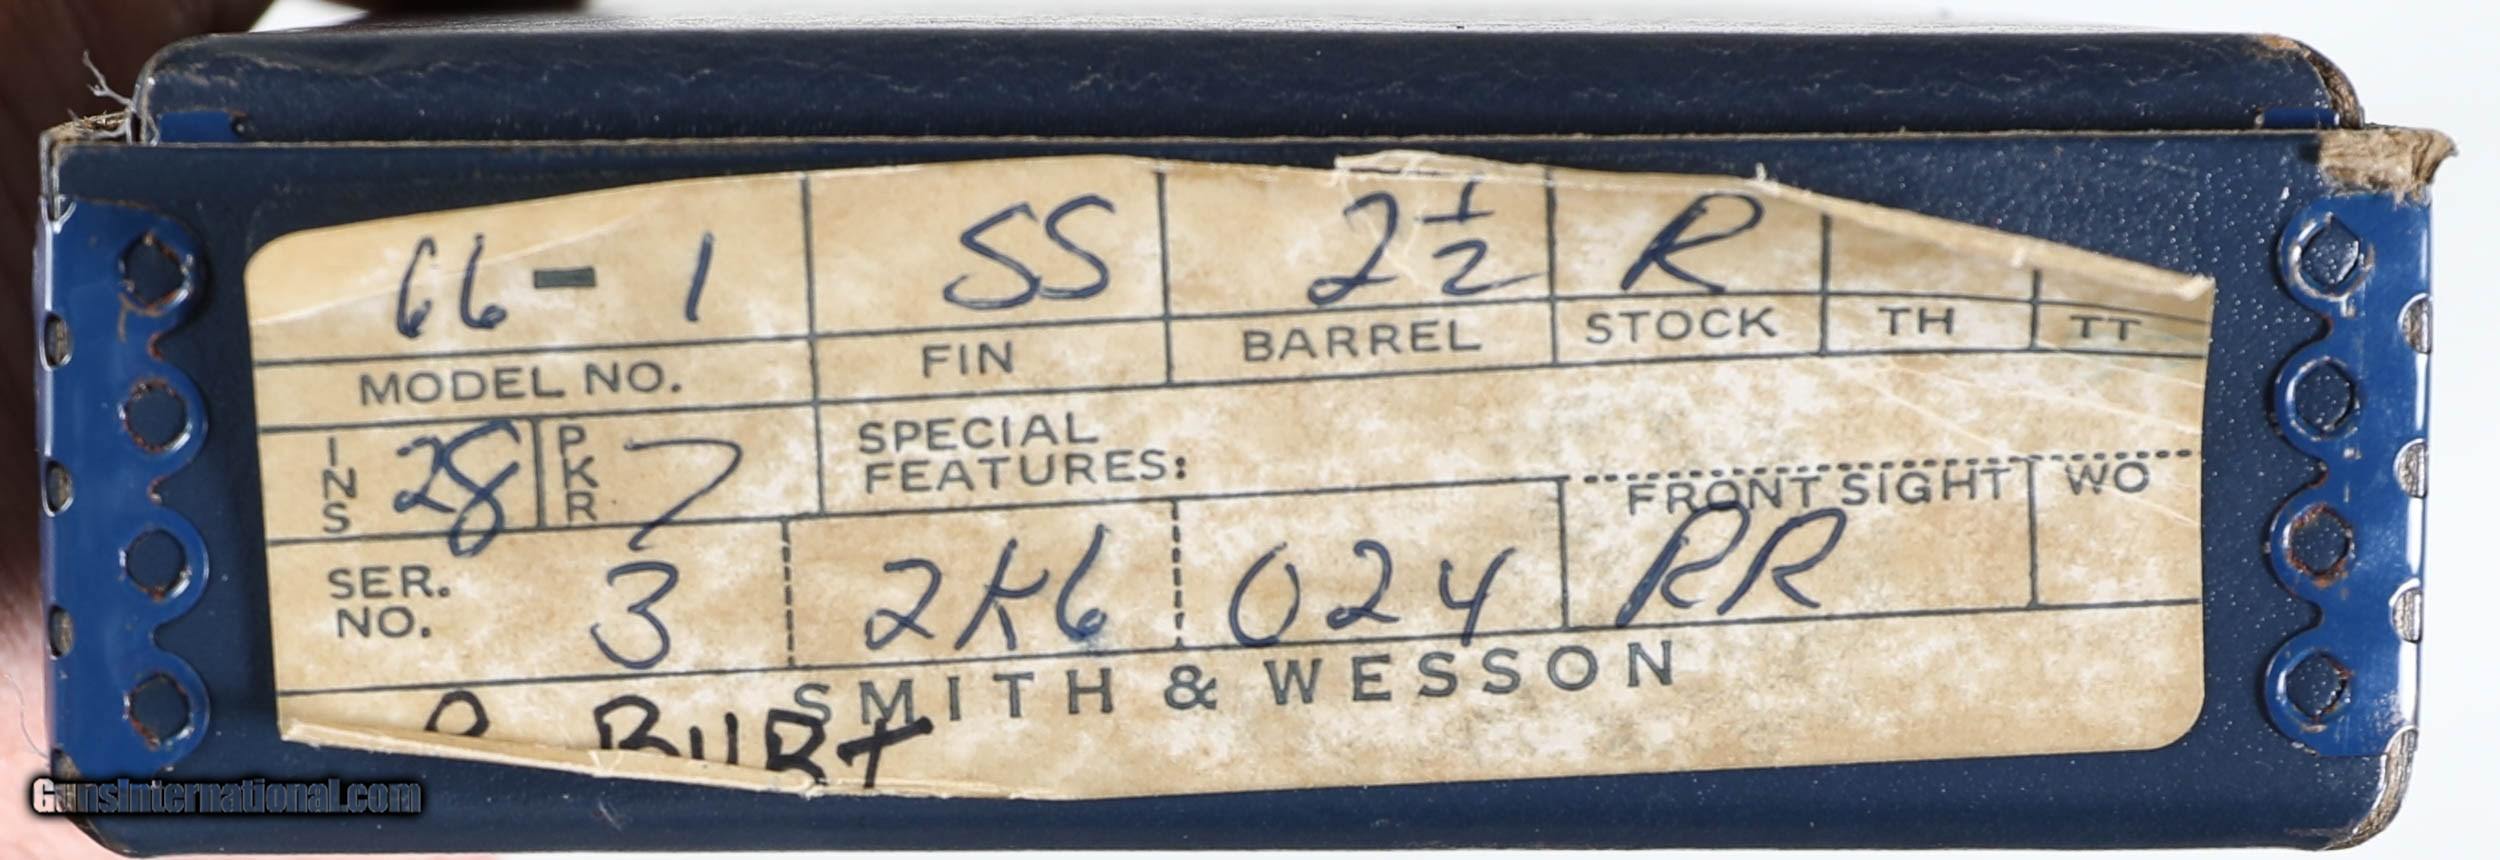 66-1 SS 2 1/2 R
MODEL NO. FIN BARREL STOCK TH TT
INS 28 PKR 7 SPECIAL FEATURES:
FRONT SIGHT WO
SER. NO. 3 2K6 024 RR
SMITH & WESSON
BURT
GunsInternational.com